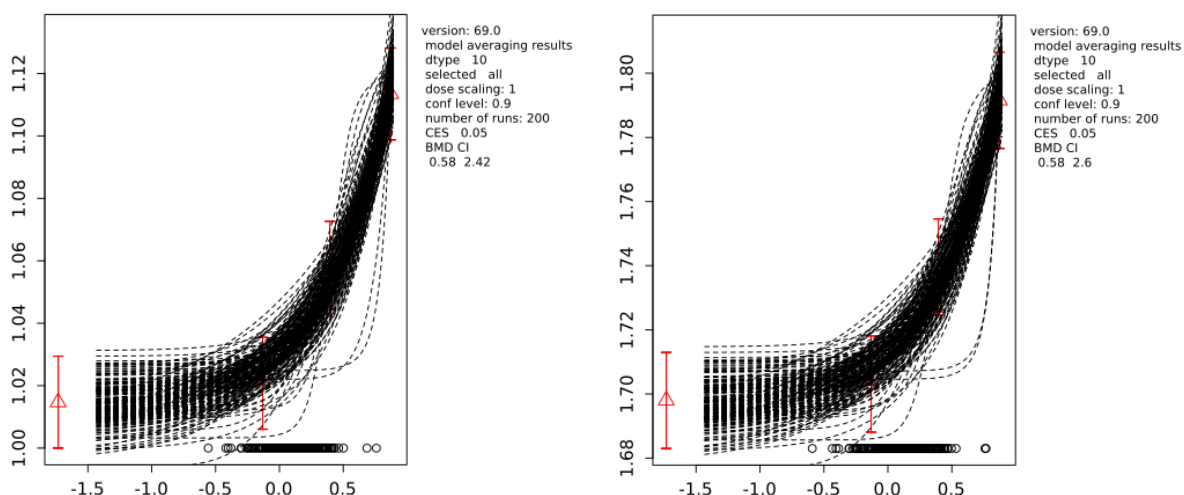 1.12
1.10
1.08
1.06
1.04
1.02
1.00
-1.5 -1.0 -0.5 0.0 0.5
version: 69.0
model averaging results
dtype 10
selected all
dose scaling: 1
conf level: 0.9
number of runs: 200
CES 0.05
BMD CI
0.58 2.42
1.80
1.78
1.76
1.74
1.72
1.70
1.68
-1.5 -1.0 -0.5 0.0 0.5
version: 69.0
model averaging results
dtype 10
selected all
dose scaling: 1
conf level: 0.9
number of runs: 200
CES 0.05
BMD CI
0.58 2.6